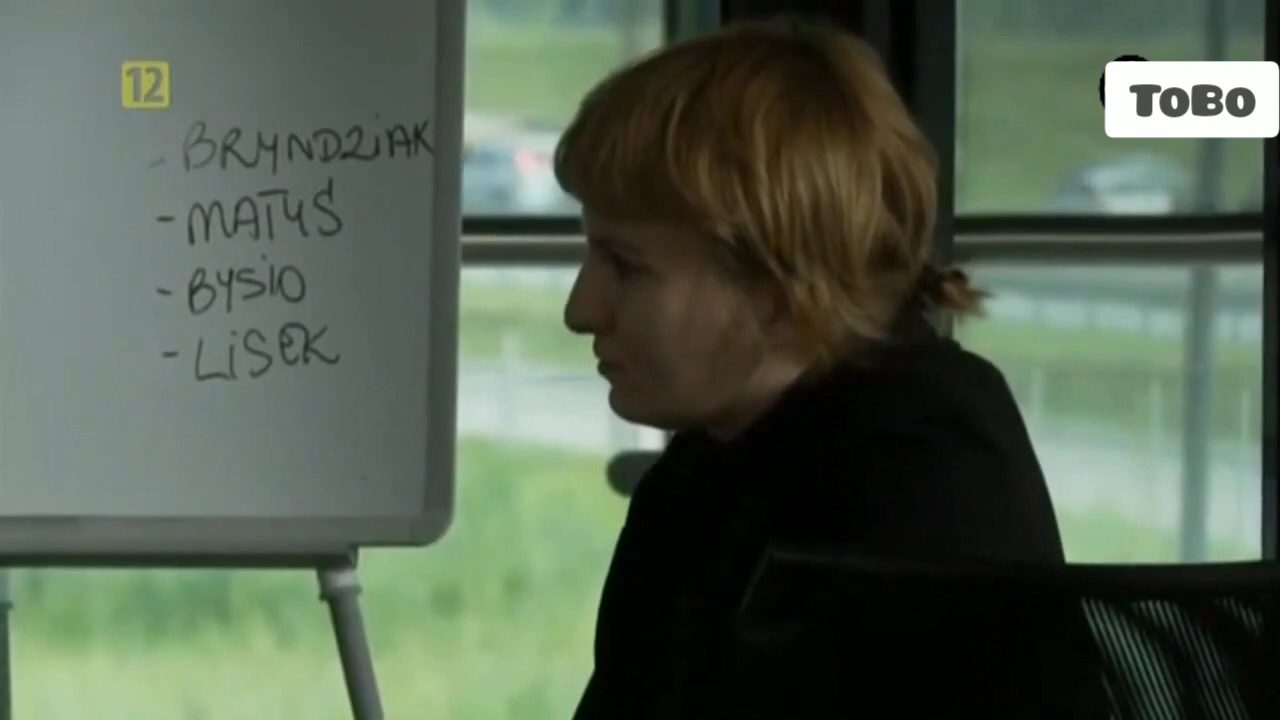 12
ToBo
- BRYNDZiAK
- MATYŚ
- BYSIO
- LiSEK